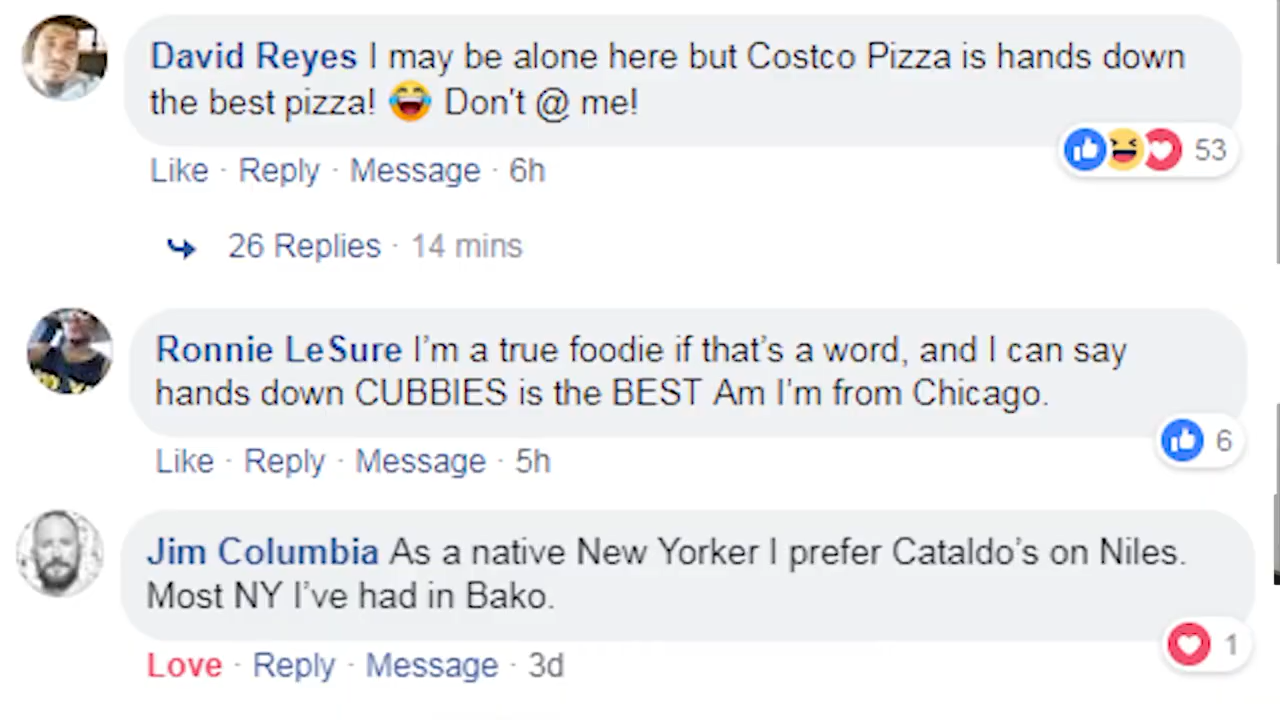 David Reyes I may be alone here but Costco Pizza is hands down
the best pizza! 😂 Don't @ me!
53
Like · Reply · Message · 6h
26 Replies · 14 mins
Ronnie LeSure I’m a true foodie if that’s a word, and I can say
hands down CUBBIES is the BEST Am I’m from Chicago.
6
Like · Reply · Message · 5h
Jim Columbia As a native New Yorker I prefer Cataldo’s on Niles.
Most NY I’ve had in Bako.
1
Love · Reply · Message · 3d